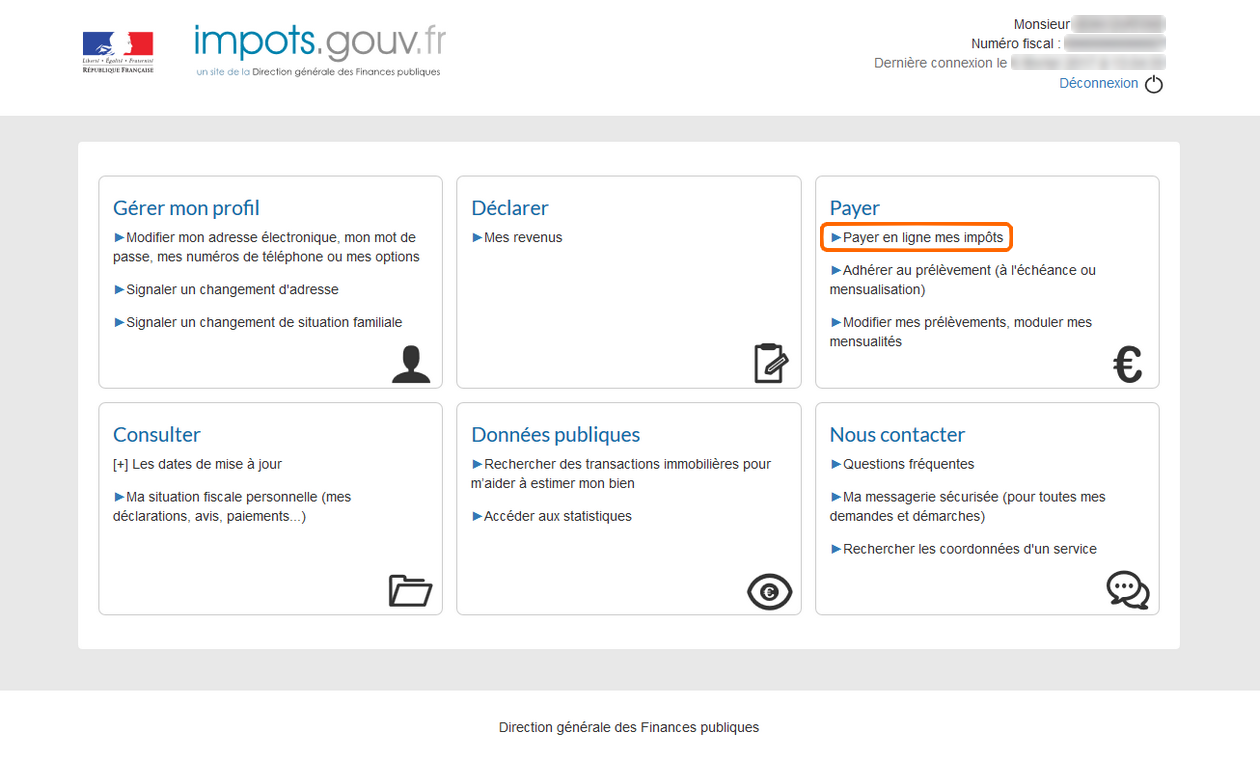 Liberté • Égalité • Fraternité
RÉPUBLIQUE FRANÇAISE
impots.gouv.fr
un site de la Direction générale des Finances publiques
Monsieur
Numéro fiscal :
Dernière connexion le
Déconnexion
Gérer mon profil
►Modifier mon adresse électronique, mon mot de
passe, mes numéros de téléphone ou mes options
►Signaler un changement d'adresse
►Signaler un changement de situation familiale
Déclarer
►Mes revenus
Payer
►Payer en ligne mes impôts
►Adhérer au prélèvement (à l'échéance ou
mensualisation)
►Modifier mes prélèvements, moduler mes
mensualités
€
Consulter
[+] Les dates de mise à jour
►Ma situation fiscale personnelle (mes
déclarations, avis, paiements...)
Données publiques
►Rechercher des transactions immobilières pour
m'aider à estimer mon bien
►Accéder aux statistiques
€
Nous contacter
►Questions fréquentes
►Ma messagerie sécurisée (pour toutes mes
demandes et démarches)
►Rechercher les coordonnées d'un service
Direction générale des Finances publiques